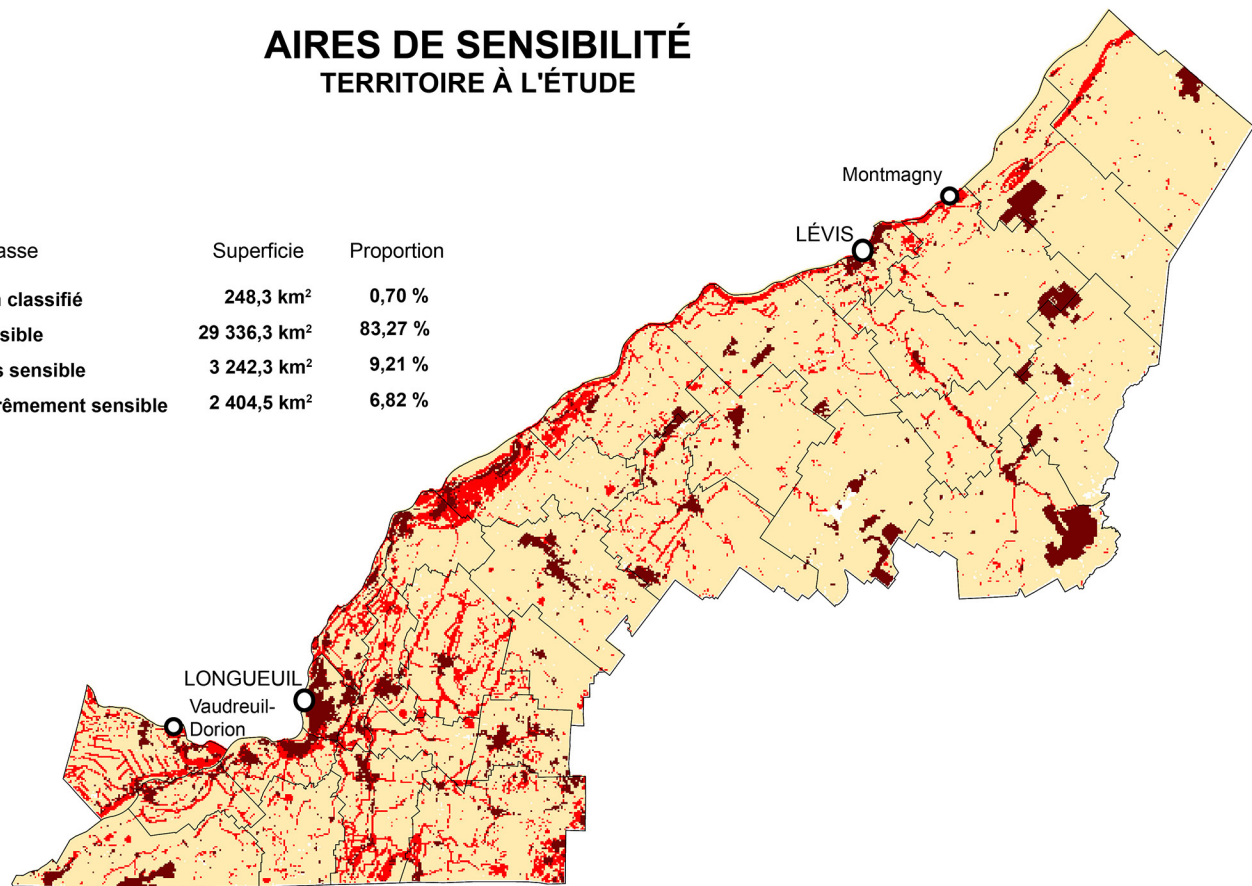 AIRES DE SENSIBILITÉ
TERRITOIRE À L'ÉTUDE
Montmagny
LÉVIS
asse Superficie Proportion
classifié 248,3 km² 0,70 %
sible 29 336,3 km² 83,27 %
s sensible 3 242,3 km² 9,21 %
rêmement sensible 2 404,5 km² 6,82 %
LONGUEUIL
Vaudreuil-
Dorion